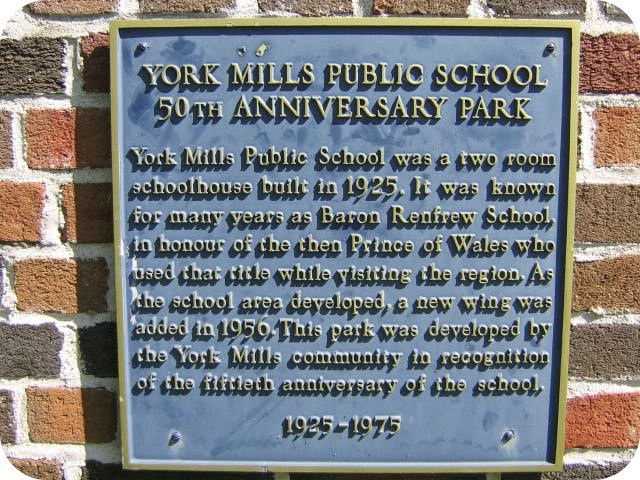 YORK MILLS PUBLIC SCHOOL
50TH ANNIVERSARY PARK
York Mills Public School was a two room
schoolhouse built in 1925. It was known
for many years as Baron Renfrew School,
in honour of the then Prince of Wales who
used that title while visiting the region. As
the school area developed, a new wing was
added in 1956. This park was developed by
the York Mills community in recognition
of the fiftieth anniversary of the school.
1925-1975